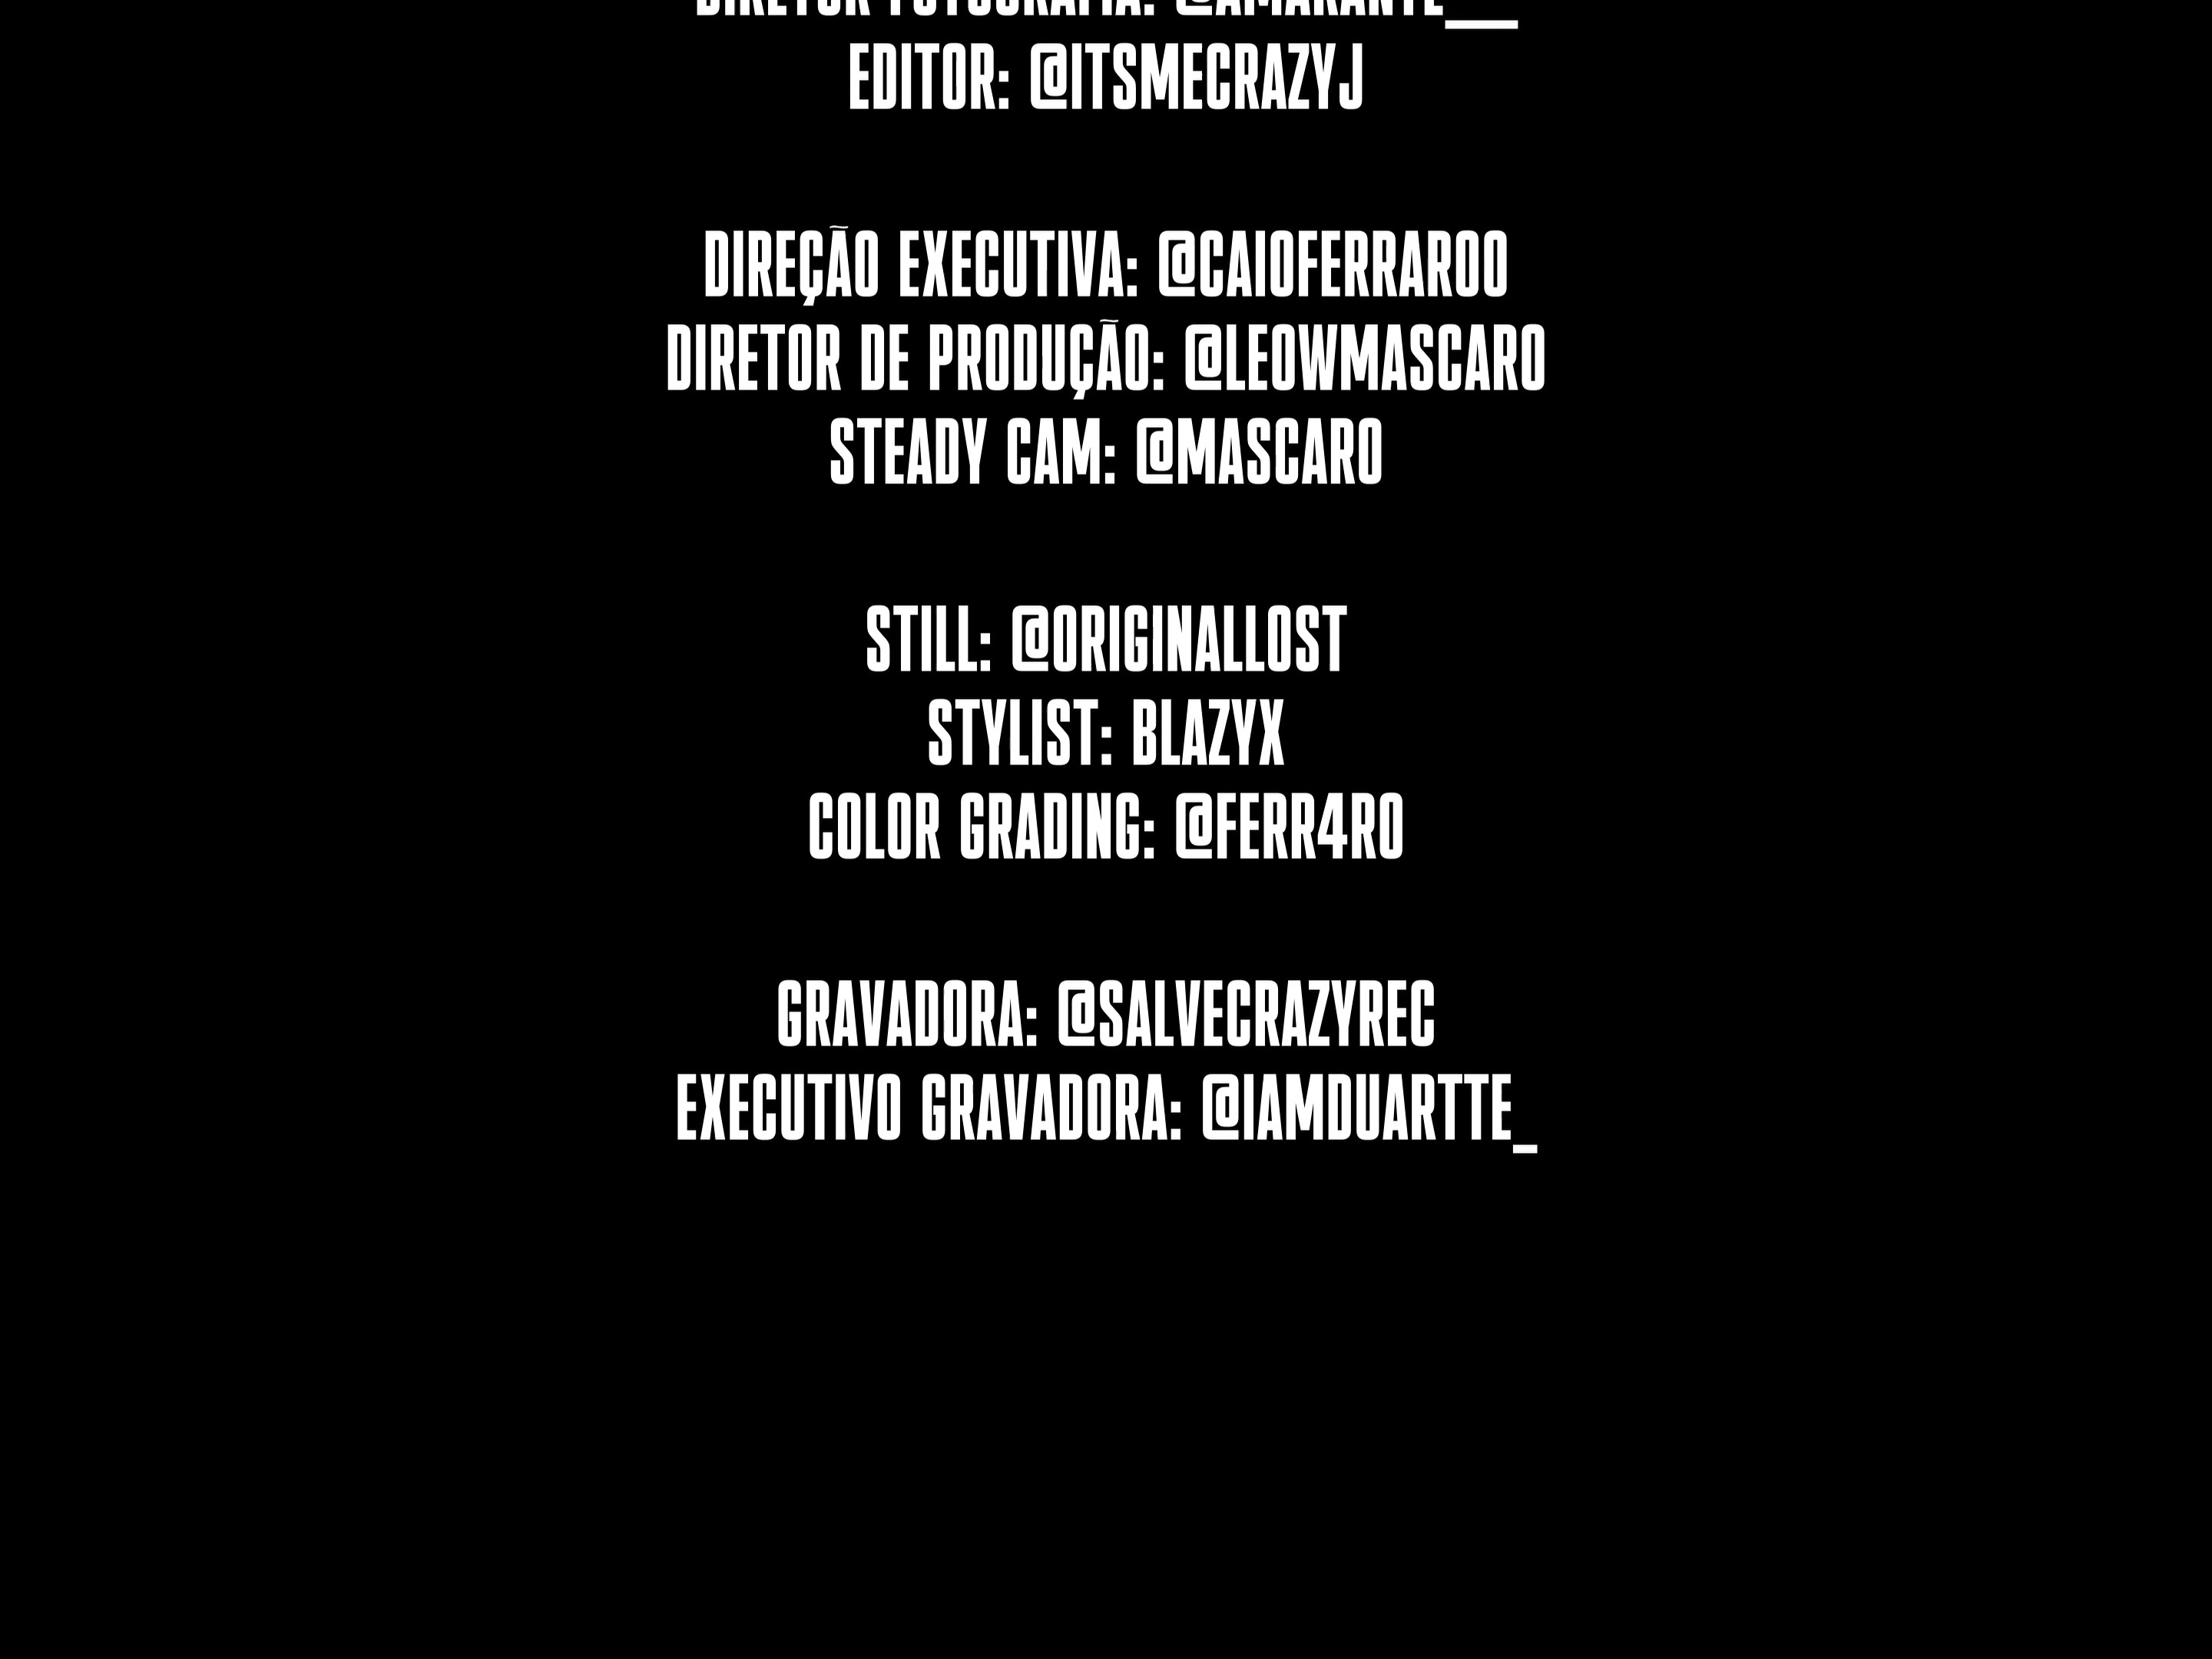 EDITOR: @ITSMECRAZYJ
DIREÇÃO EXECUTIVA: @CAIOFERRAROO
DIRETOR DE PRODUÇÃO: @LEOWMASCARO
STEADY CAM: @MASCARO
STILL: @ORIGINALLOST
STYLIST: BLAZYX
COLOR GRADING: @FERR4RO
GRAVADORA: @SALVECRAZYREC
EXECUTIVO GRAVADORA: @IAMDUARTTE_